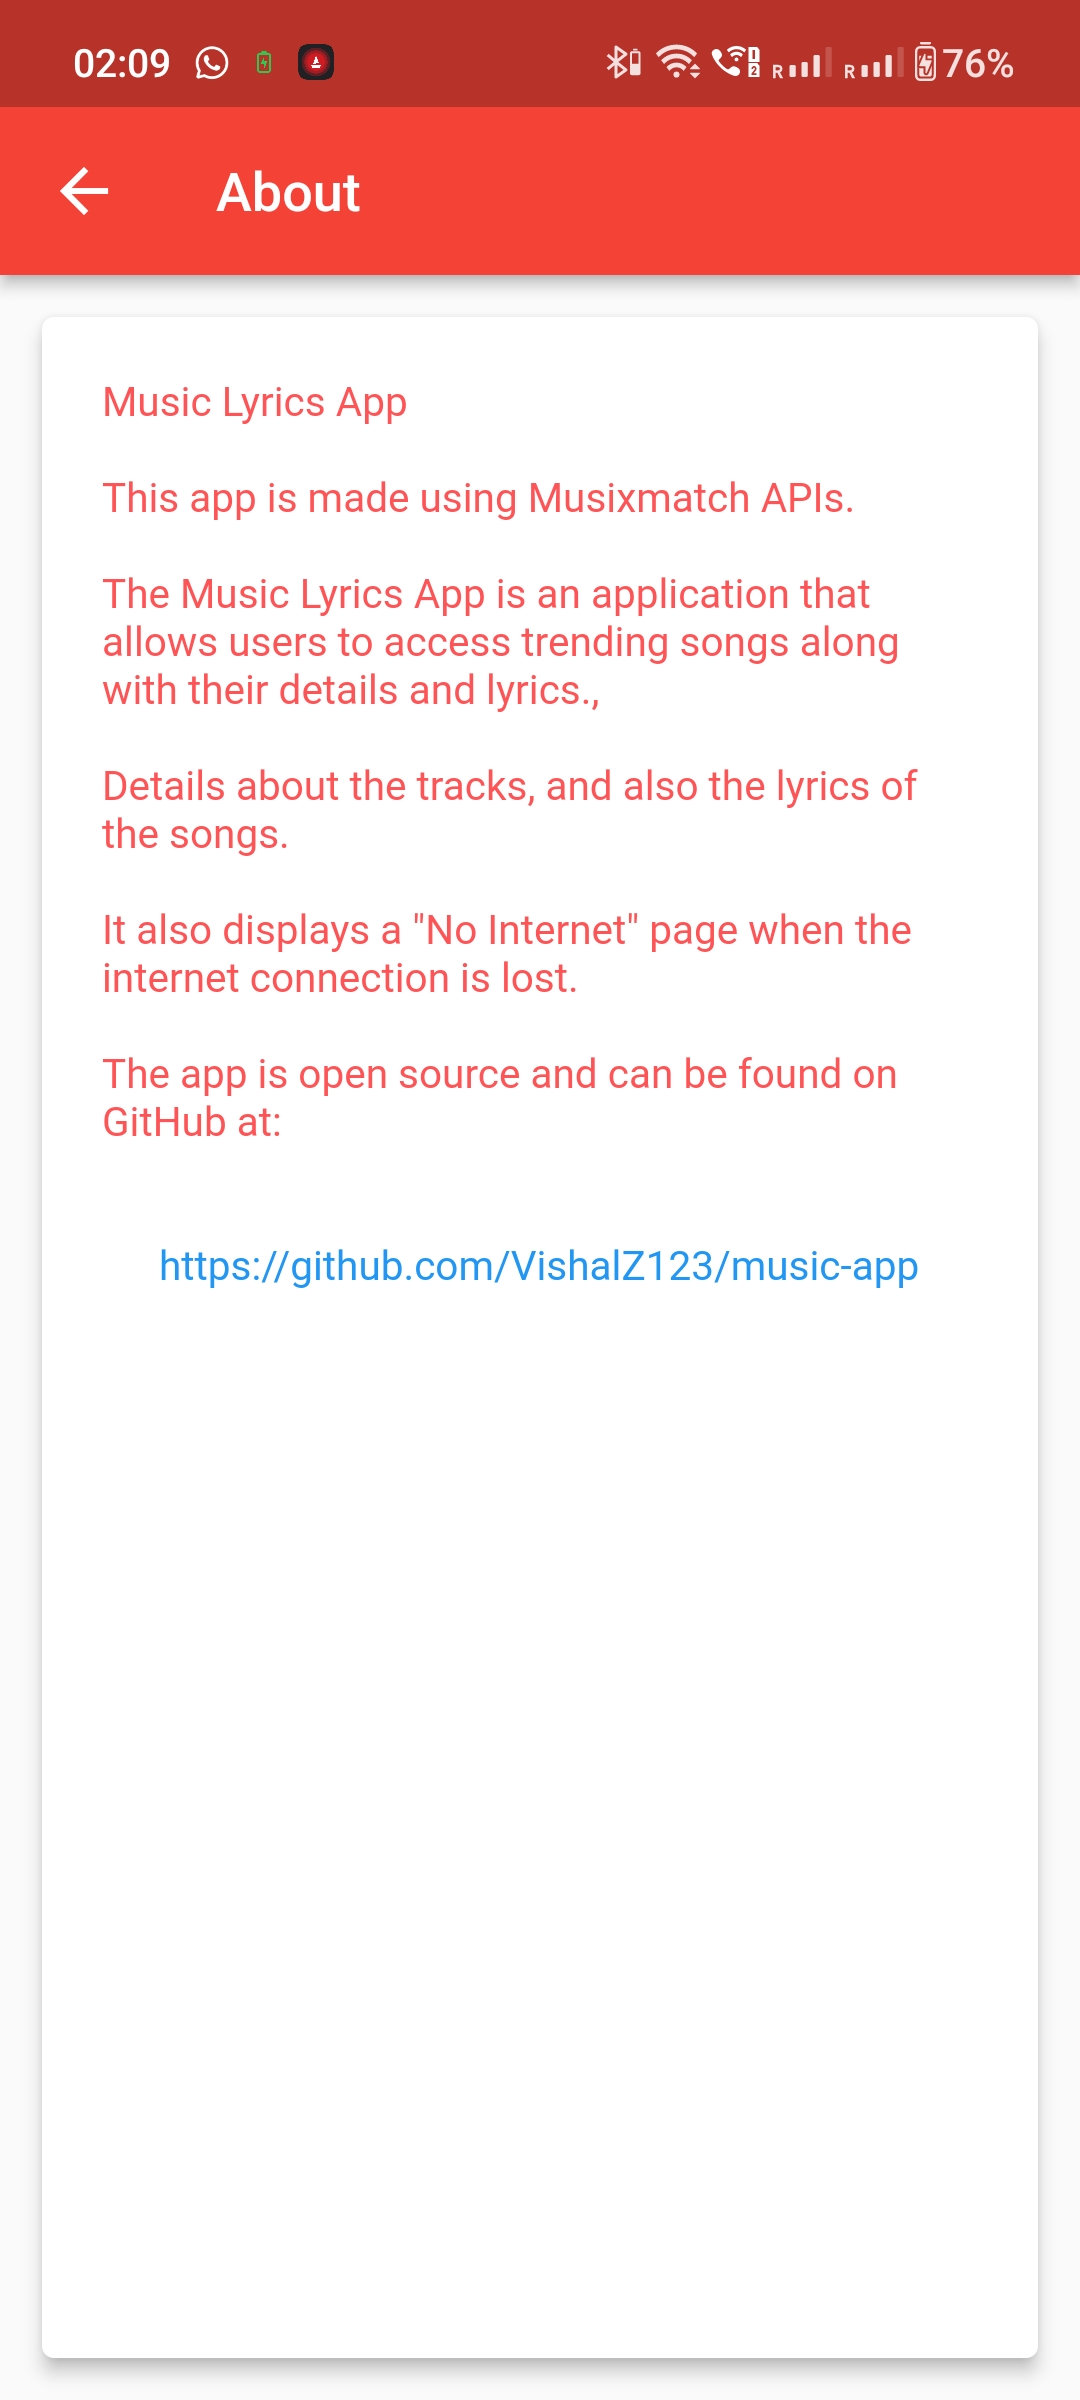 02:09
76%
About
Music Lyrics App
This app is made using Musixmatch APIs.
The Music Lyrics App is an application that
allows users to access trending songs along
with their details and lyrics.,
Details about the tracks, and also the lyrics of
the songs.
It also displays a "No Internet" page when the
internet connection is lost.
The app is open source and can be found on
GitHub at:
https://github.com/VishalZ123/music-app